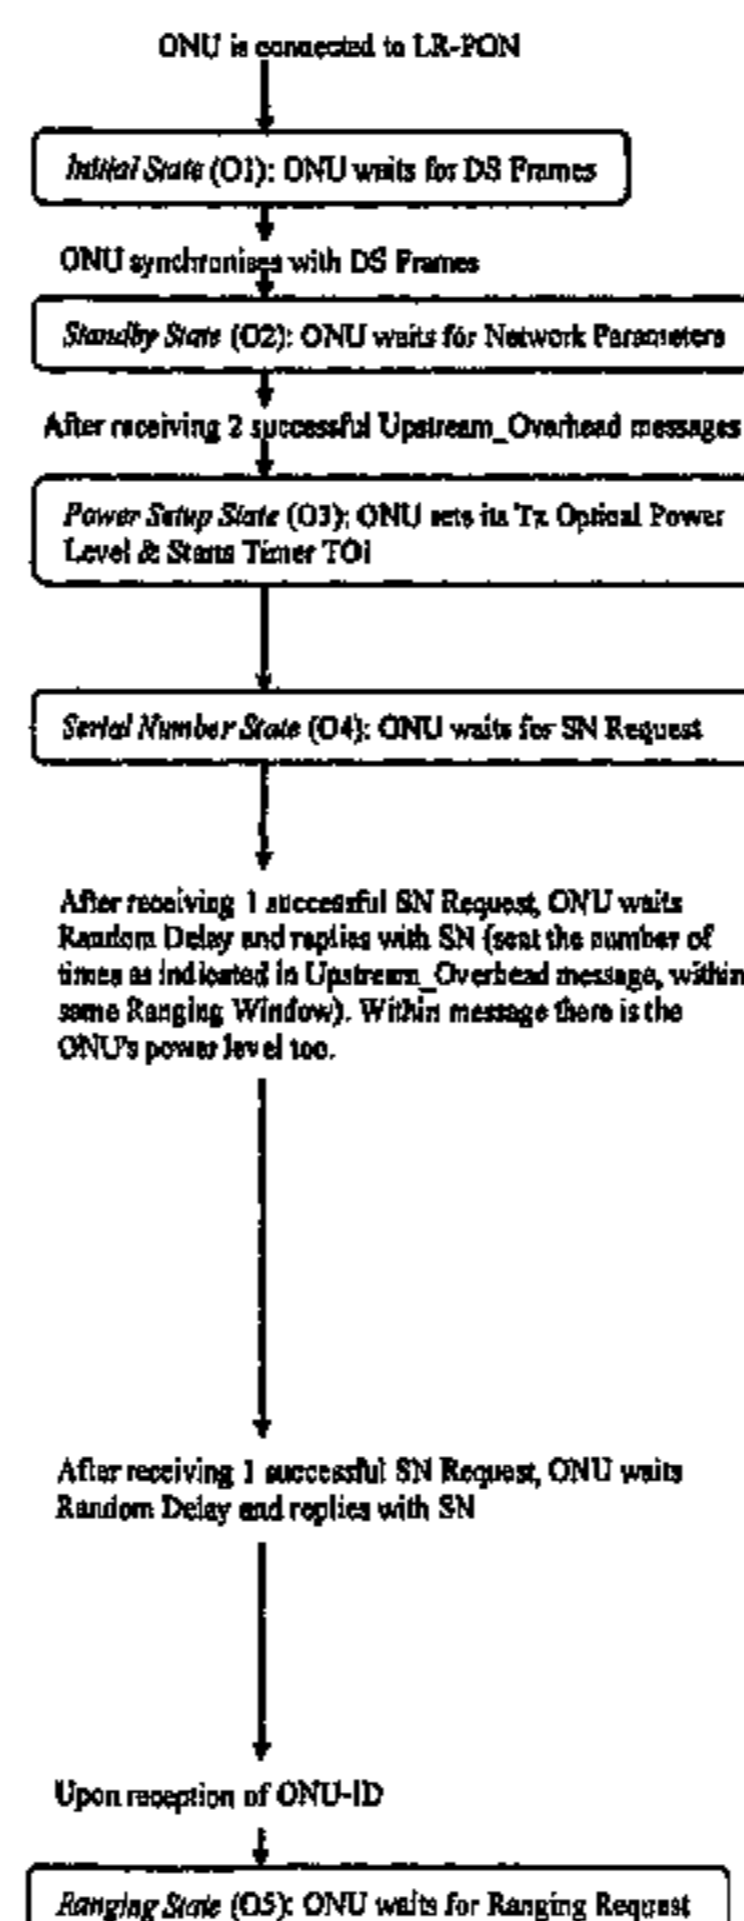 ONU is connected to LR-PON
Initial State (O1): ONU waits for DS Frames
ONU synchronises with DS Frames
Standby State (O2): ONU waits for Network Parameters
After receiving 2 successful Upstream_Overhead messages
Power Setup State (O3): ONU sets its Tx Optical Power
Level & Starts Timer TO1
Serial Number State (O4): ONU waits for SN Request
After receiving 1 successful SN Request, ONU waits
Random Delay and replies with SN (sent the number of
times as indicated in Upstream_Overhead message, within
same Ranging Window). Within message there is the
ONU's power level too.
After receiving 1 successful SN Request, ONU waits
Random Delay and replies with SN
Upon reception of ONU-ID
Ranging State (O5): ONU waits for Ranging Request